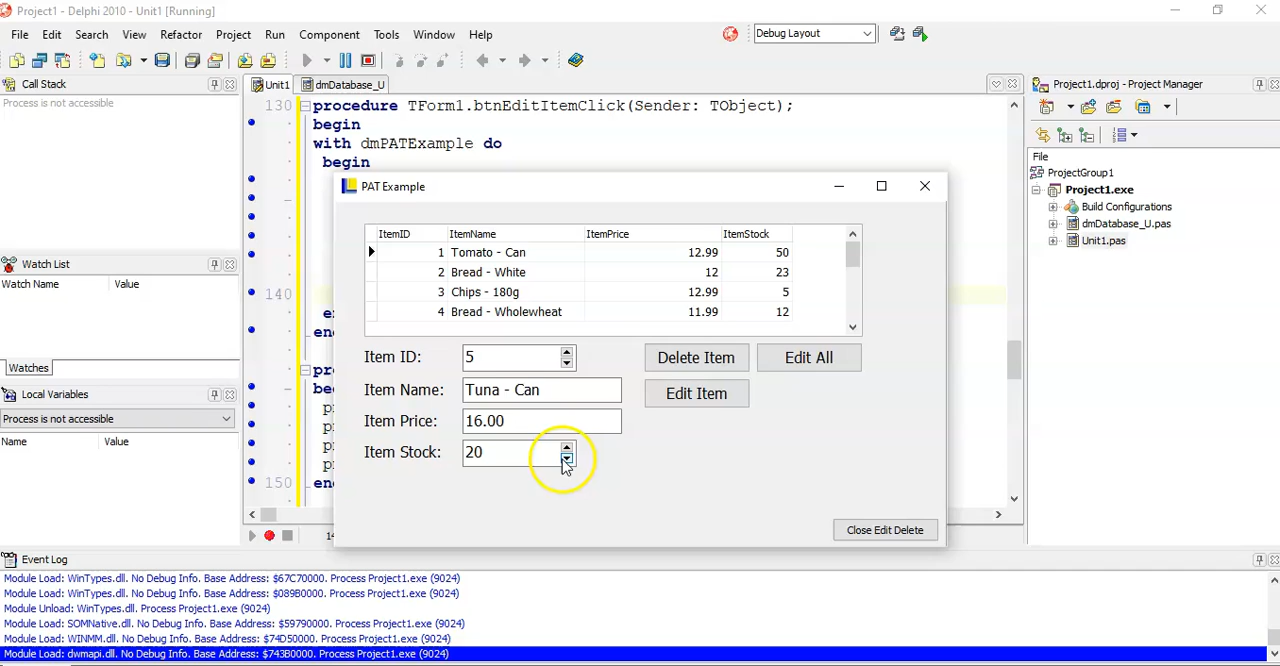 Project1 - Delphi 2010 - Unit1 [Running]
File Edit Search View Refactor Project Run Component Tools Window Help
Debug Layout
Call Stack
Process is not accessible
Unit1
dmDatabase_U
130 procedure TForm1.btnEditItemClick(Sender: TObject);
begin
with dmPATExample do
begin
PAT Example
ItemID ItemName ItemPrice ItemStock
1 Tomato - Can 12.99 50
2 Bread - White 12 23
3 Chips - 180g 12.99 5
4 Bread - Wholewheat 11.99 12
Item ID: 5
Delete Item
Edit All
Item Name: Tuna - Can
Edit Item
Item Price: 16.00
Item Stock: 20
Close Edit Delete
140
150
Watch List
Watch Name Value
Watches
Local Variables
Process is not accessible
Name Value
Project1.dproj - Project Manager
File
ProjectGroup1
Project1.exe
Build Configurations
dmDatabase_U.pas
Unit1.pas
Event Log
Module Load: WinTypes.dll. No Debug Info. Base Address: $67C70000. Process Project1.exe (9024)
Module Load: WinTypes.dll. No Debug Info. Base Address: $089B0000. Process Project1.exe (9024)
Module Unload: WinTypes.dll. Process Project1.exe (9024)
Module Load: SOMNative.dll. No Debug Info. Base Address: $59790000. Process Project1.exe (9024)
Module Load: WINMM.dll. No Debug Info. Base Address: $74D50000. Process Project1.exe (9024)
Module Load: dwmapi.dll. No Debug Info. Base Address: $743B0000. Process Project1.exe (9024)